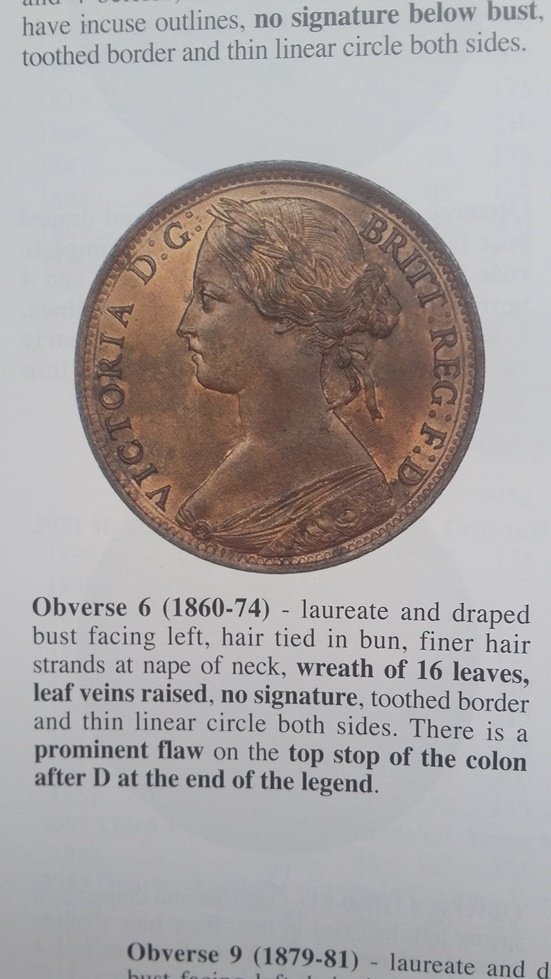 have incuse outlines, no signature below bust,
toothed border and thin linear circle both sides.
VICTORIA D:G: BRITT:REG:F:D:
Obverse 6 (1860-74) - laureate and draped
bust facing left, hair tied in bun, finer hair
strands at nape of neck, wreath of 16 leaves,
leaf veins raised, no signature, toothed border
and thin linear circle both sides. There is a
prominent flaw on the top stop of the colon
after D at the end of the legend.
Obverse 9 (1879-81) - laureate and d
bust facing left